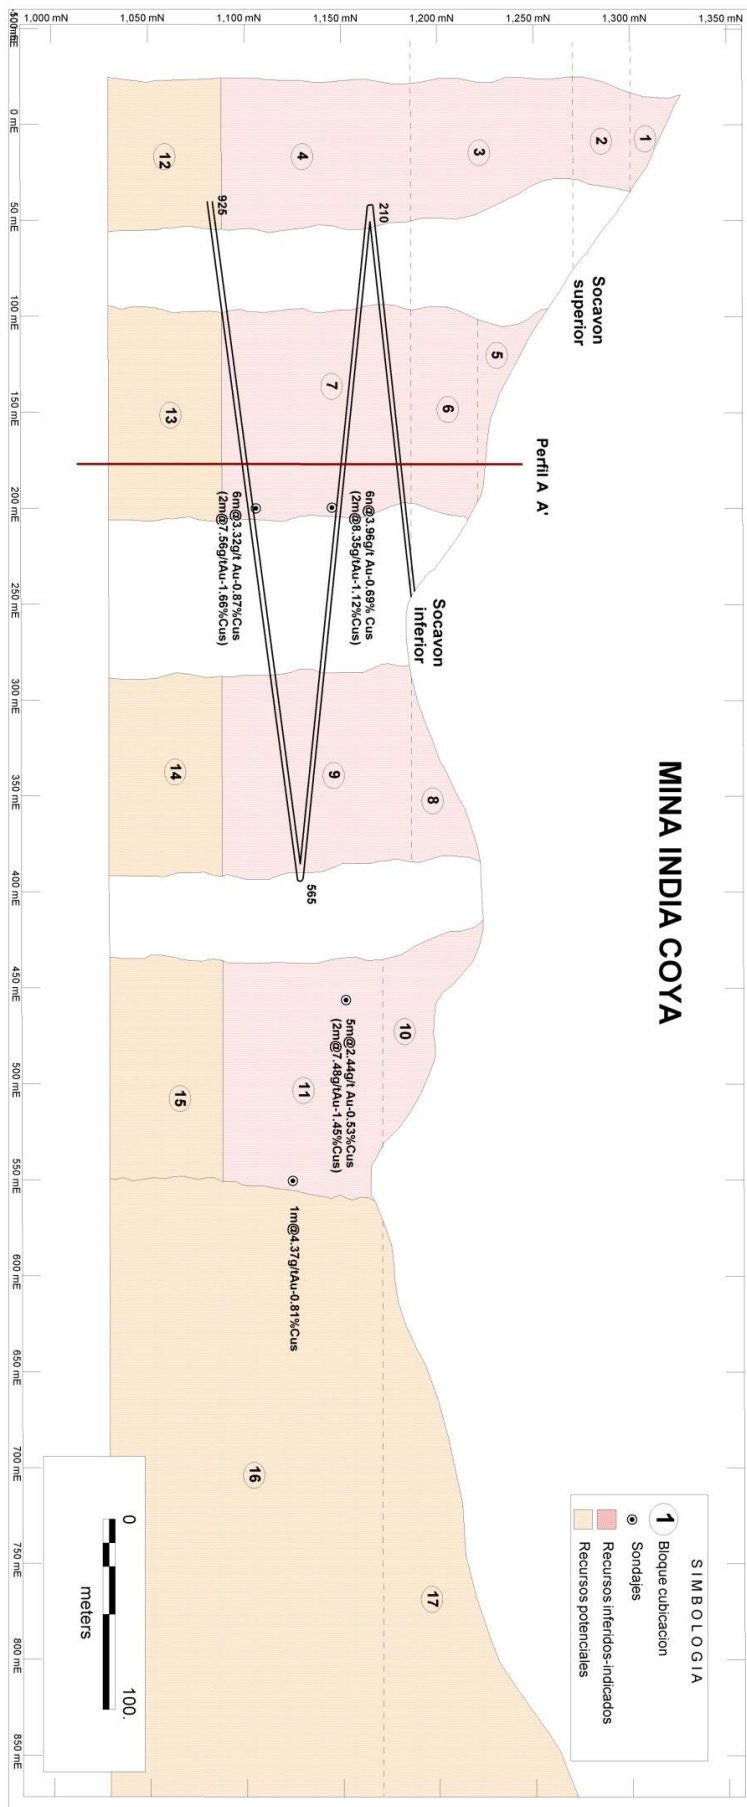 MINA INDIA COYA
1,350 mN
1,300 mN
1,250 mN
1,200 mN
1,150 mN
1,100 mN
1,050 mN
1,000 mN
0 mE
50 mE
100 mE
150 mE
200 mE
250 mE
300 mE
350 mE
400 mE
450 mE
500 mE
550 mE
600 mE
650 mE
700 mE
750 mE
800 mE
850 mE
1
2
3
4
12
5
6
7
13
8
9
14
10
11
15
16
17
Socavon
superior
Perfil A A'
Socavon
inferior
210
925
565
6n@3.96g/t Au-0.69% Cus
(2m@8.35g/tAu-1.12%Cus)
6m@3.32g/t Au-0.87%Cus
(2m@7.56g/tAu-1.66%Cus)
5m@2.44g/t Au-0.53%Cus
(2m@7.48g/tAu-1.45%Cus)
1m@4.37g/tAu-0.81%Cus
SIMBOLOGIA
1 Bloque cubicacion
Sondajes
Recursos inferidos-indicados
Recursos potenciales
0 100.
meters